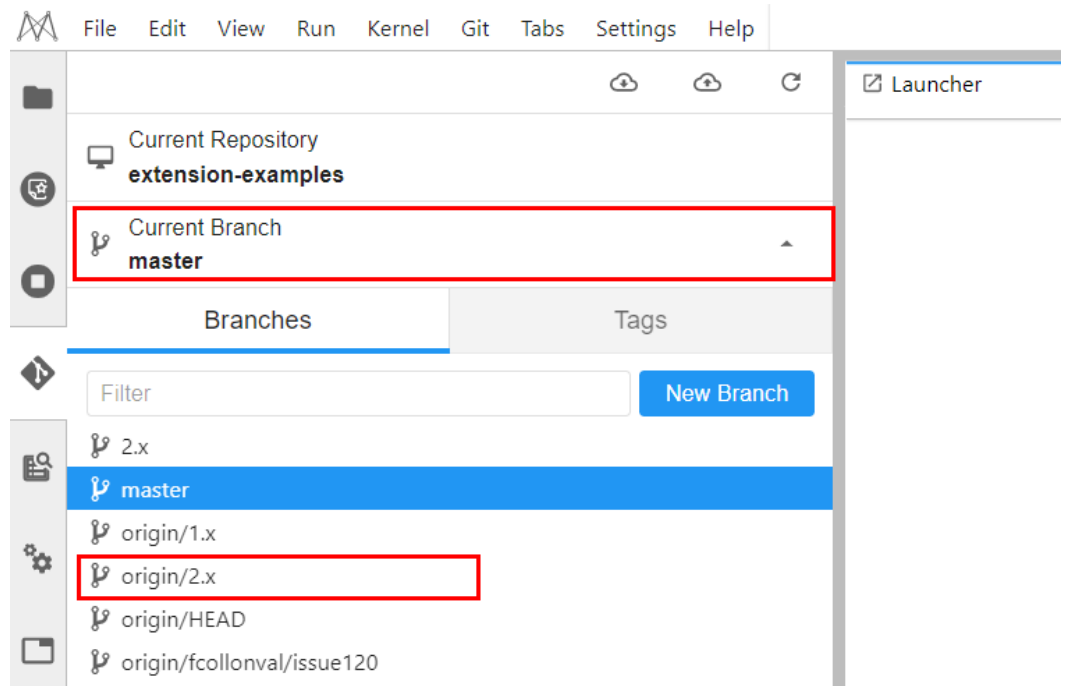 File Edit View Run Kernel Git Tabs Settings Help
Launcher
Current Repository
extension-examples
Current Branch
master
Branches Tags
Filter New Branch
2.x
master
origin/1.x
origin/2.x
origin/HEAD
origin/fcollonval/issue120